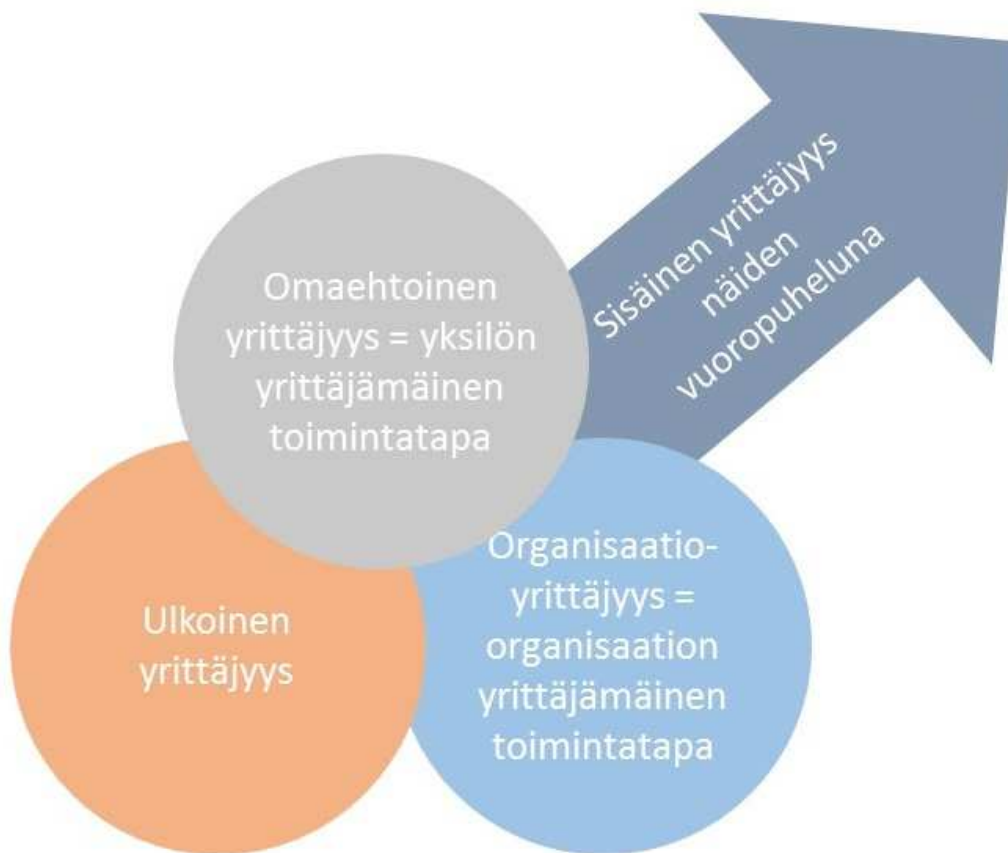 Sisäinen yrittäjyys
näiden
vuoropuheluna
Omaehtoinen
yrittäjyys = yksilön
yrittäjämäinen
toimintatapa
Organisaatio-
yrittäjyys =
organisaation
yrittäjämäinen
toimintatapa
Ulkoinen
yrittäjyys